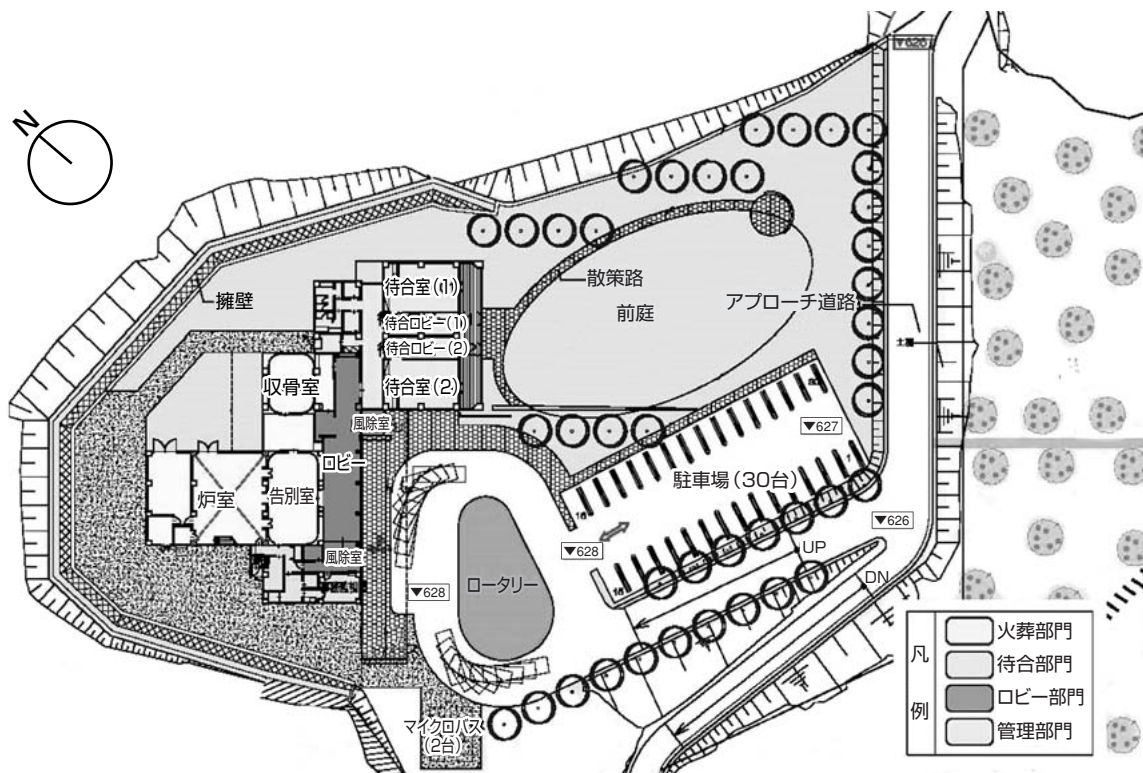 N
▼626
擁壁
待合室(1)
待合ロビー(1)
待合ロビー(2)
待合室(2)
散策路
前庭
アプローチ道路
収骨室
風除室
ロビー
炉室
告別室
風除室
▼627
駐車場(30台)
30
1
16
15
▼628
▼626
UP
DN
▼628
ロータリー
マイクロバス
(2台)
凡例
火葬部門
待合部門
ロビー部門
管理部門